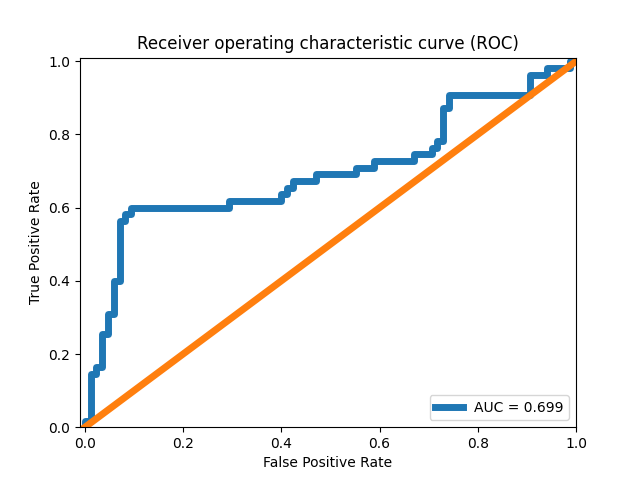 Receiver operating characteristic curve (ROC)
True Positive Rate
1.0
0.8
0.6
0.4
0.2
0.0
0.0 0.2 0.4 0.6 0.8 1.0
False Positive Rate
AUC = 0.699